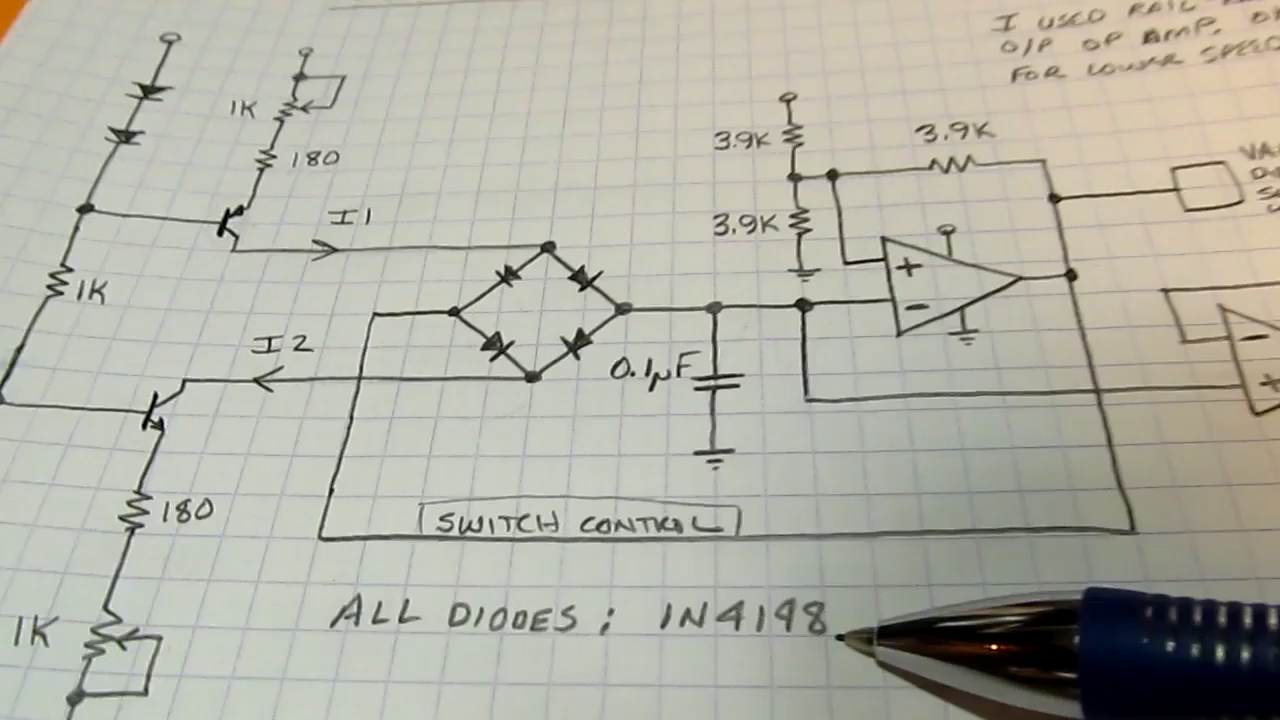 I USED RAIL
O/P OP AMP.
FOR LOWER SPEED
1K
180
3.9K
3.9K
3.9K
I1
1K
I2
0.1µF
+
-
-
+
180
SWITCH CONTROL
ALL DIODES: 1N4148
1K